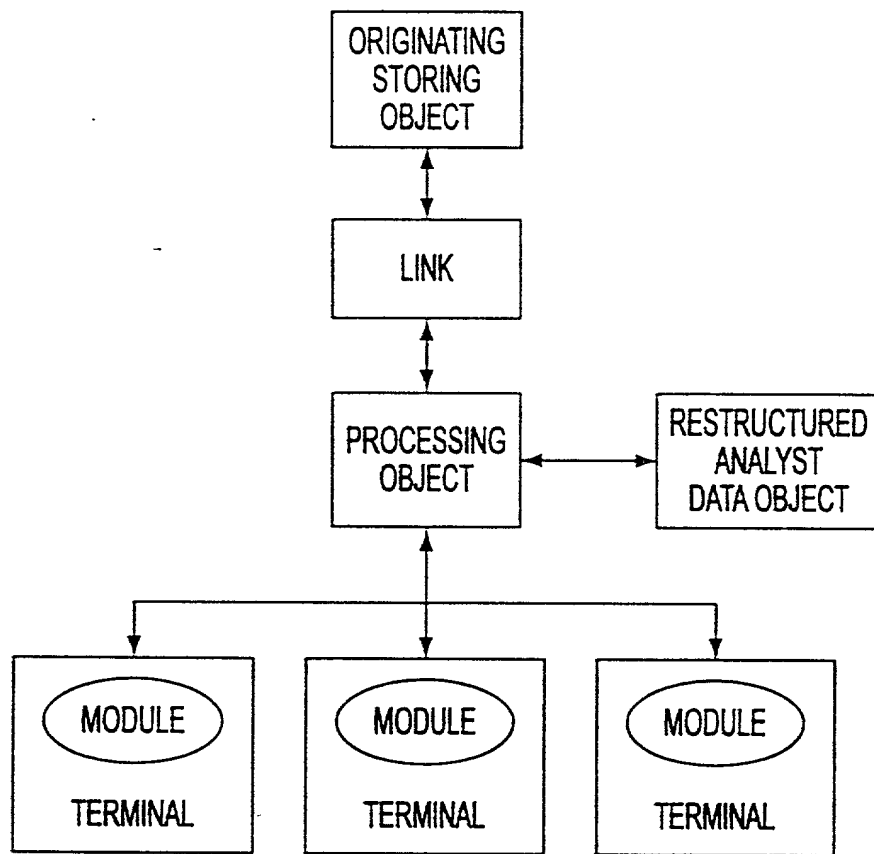 ORIGINATING
STORING
OBJECT
LINK
PROCESSING
OBJECT
RESTRUCTURED
ANALYST
DATA OBJECT
MODULE
TERMINAL
MODULE
TERMINAL
MODULE
TERMINAL